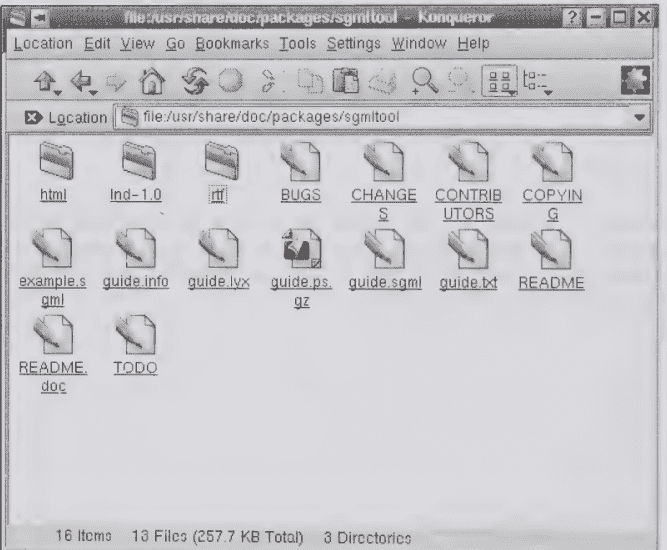 file:/usr/share/doc/packages/sgmltool - Konqueror
Location Edit View Go Bookmarks Tools Settings Window Help
Location file:/usr/share/doc/packages/sgmltool
html lnd-1.0 rtf BUGS CHANGE CONTRIB COPYIN
S UTORS G
example.s guide.info guide.lyx guide.ps. guide.sgml guide.txt README
gml gz
README. TODO
doc
16 Items 13 Files (257.7 KB Total) 3 Directories